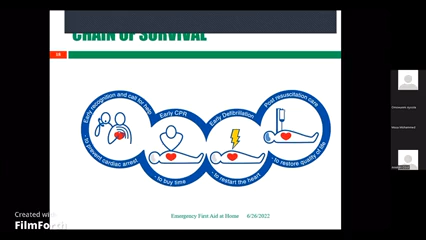 CHAIN OF SURVIVAL
Early recognition and call for help
- to prevent cardiac arrest
Early CPR
- to buy time
Early Defibrillation
- to restart the heart
Post resuscitation care
- to restore quality of life
Emergency First Aid at Home 6/26/2022
Created with